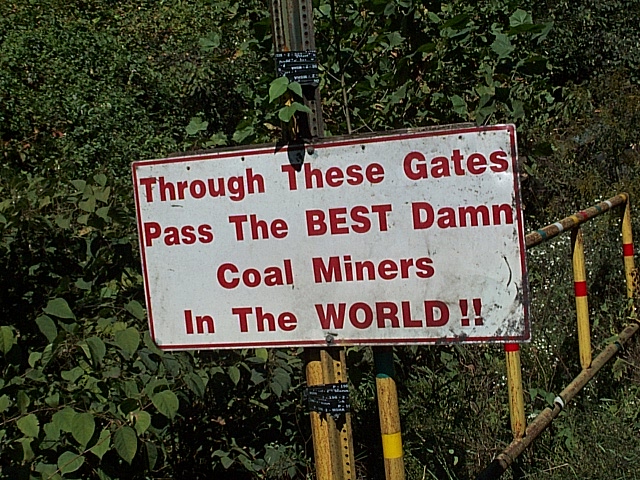 Through These Gates
Pass The BEST Damn
Coal Miners
In The WORLD!!